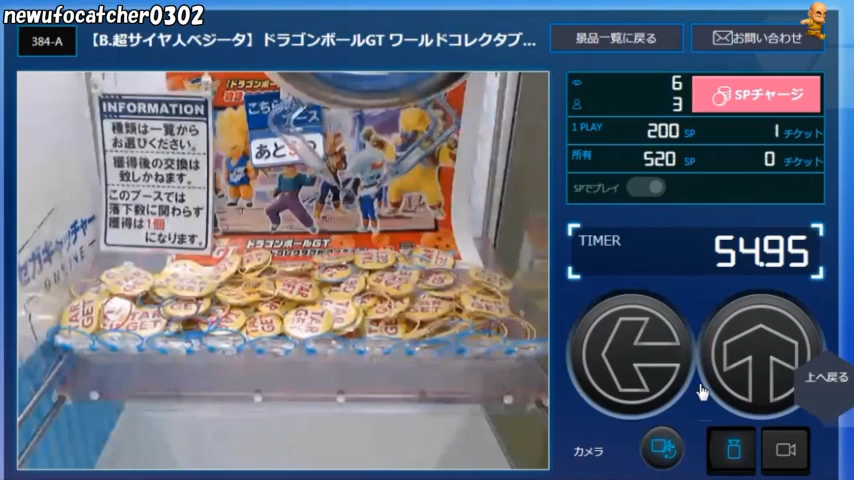 newufocatcher0302
384-A
【B.超サイヤ人ベジータ】ドラゴンボールGT ワールドコレクタブ...
景品一覧に戻る
お問い合わせ
INFORMATION
種類は一覧から
お選びください。
獲得後の交換は
致しかねます。
このブースでは
落下数に関わらず
獲得は1個
になります。
こちら
ブース
あと
ドラゴンボールGT
セガキャッチャー
ONLINE
TARGET
6
3
SPチャージ
1 PLAY 200 SP 1 チケット
所有 520 SP 0 チケット
SPでプレイ
TIMER 54.95
上へ戻る
カメラ